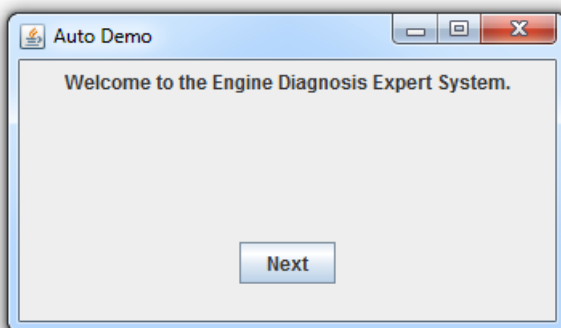 Auto Demo
Welcome to the Engine Diagnosis Expert System.
Next